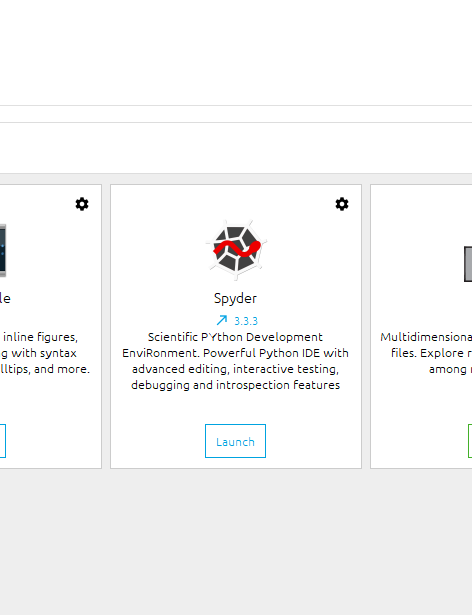 le
inline figures,
g with syntax
lltips, and more.
Spyder
3.3.3
Scientific PYthon Development
EnviRonment. Powerful Python IDE with
advanced editing, interactive testing,
debugging and introspection features
Launch
Multidimensiona
files. Explore r
among